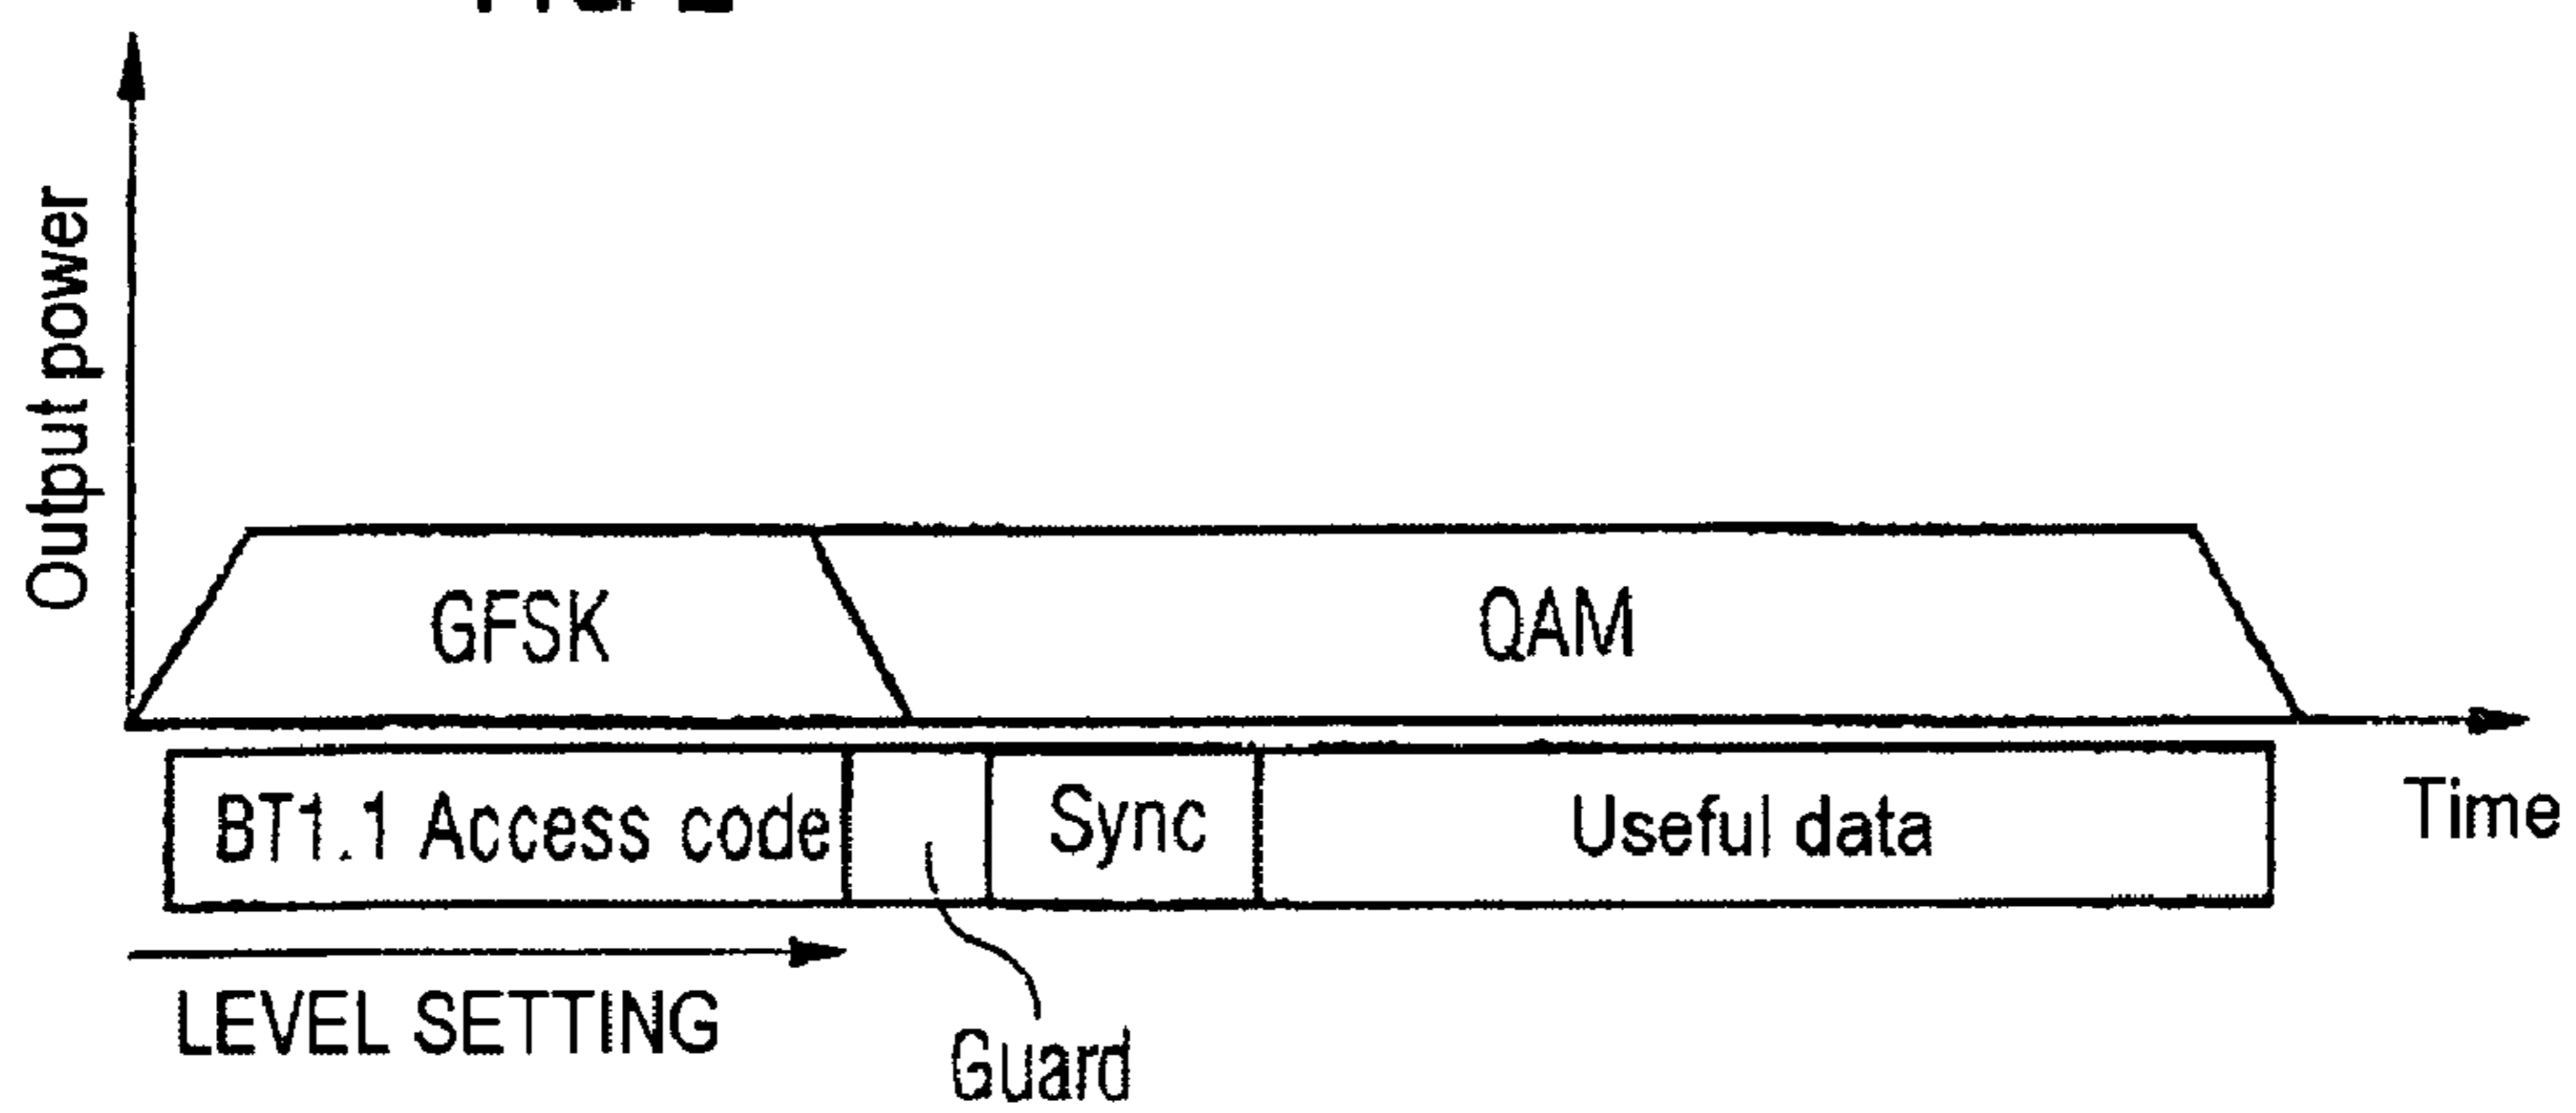 Output power
GFSK
QAM
BT1.1 Access code
Sync
Useful data
Time
LEVEL SETTING
Guard